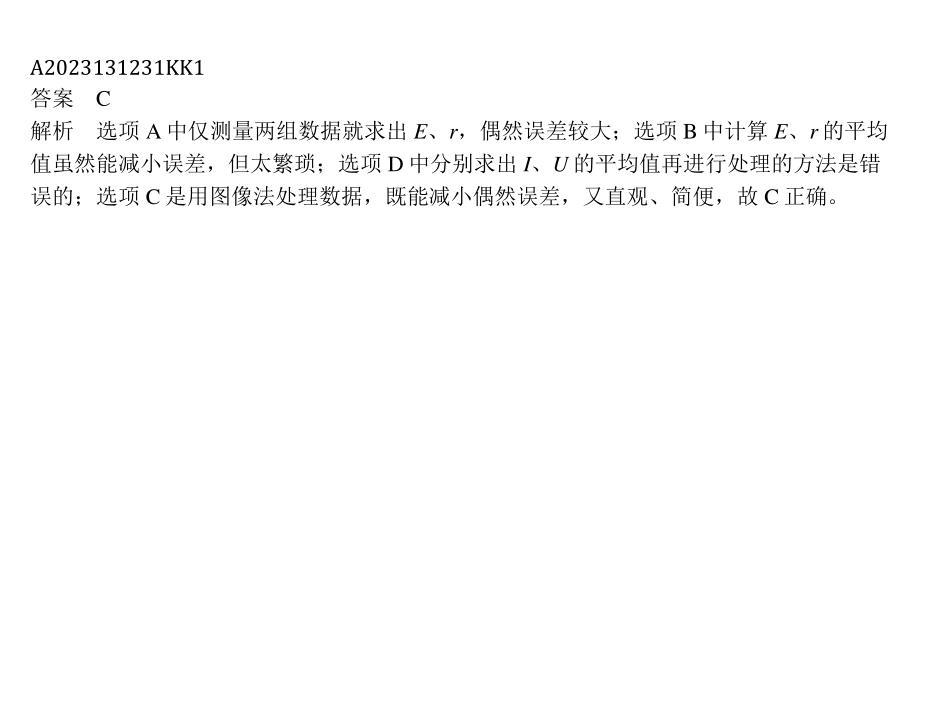 A2023131231KK1
答案 C
解析 选项 A 中仅测量两组数据就求出 E、r，偶然误差较大；选项 B 中计算 E、r 的平均
值虽然能减小误差，但太繁琐；选项 D 中分别求出 I、U 的平均值再进行处理的方法是错
误的；选项 C 是用图像法处理数据，既能减小偶然误差，又直观、简便，故 C 正确。